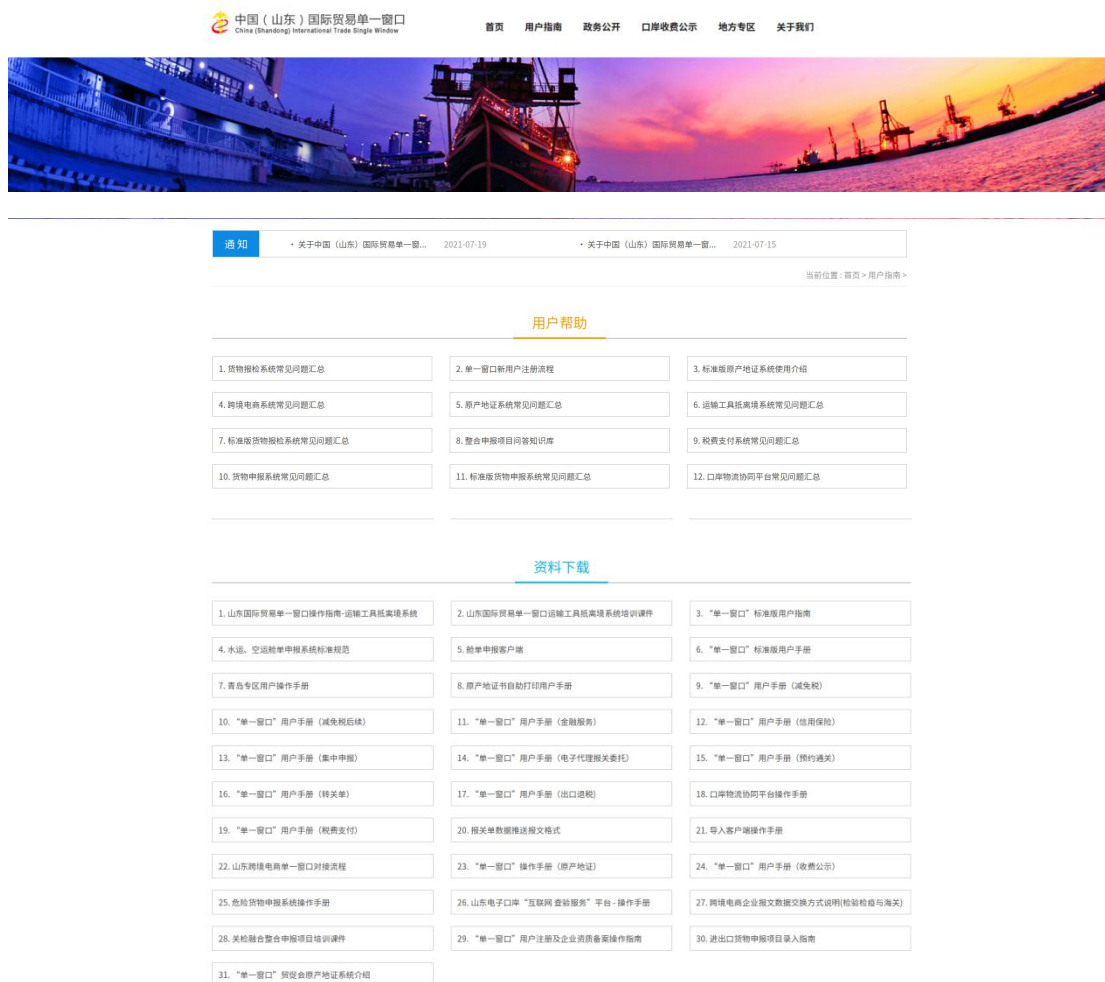 中国（山东）国际贸易单一窗口
China (Shandong) International Trade Single Window
首页 用户指南 政务公开 口岸收费公示 地方专区 关于我们
通知 · 关于中国（山东）国际贸易单一窗... 2021-07-19 · 关于中国（山东）国际贸易单一窗... 2021-07-15
当前位置 : 首页 > 用户指南 >
用户帮助
1. 货物报检系统常见问题汇总 2. 单一窗口新用户注册流程 3. 标准版原产地证系统使用介绍
4. 跨境电商系统常见问题汇总 5. 原产地证系统常见问题汇总 6. 运输工具抵离境系统常见问题汇总
7. 标准版货物报检系统常见问题汇总 8. 整合申报项目问答知识库 9. 税费支付系统常见问题汇总
10. 货物申报系统常见问题汇总 11. 标准版货物申报系统常见问题汇总 12. 口岸物流协同平台常见问题汇总
资料下载
1. 山东国际贸易单一窗口操作指南-运输工具抵离境系统 2. 山东国际贸易单一窗口运输工具抵离境系统培训课件 3. “单一窗口”标准版用户指南
4. 水运、空运舱单申报系统标准规范 5. 舱单申报客户端 6. “单一窗口”标准版用户手册
7. 青岛专区用户操作手册 8. 原产地证书自助打印用户手册 9. “单一窗口”用户手册（减免税）
10. “单一窗口”用户手册（减免税后续） 11. “单一窗口”用户手册（金融服务） 12. “单一窗口”用户手册（信用保险）
13. “单一窗口”用户手册（集中申报） 14. “单一窗口”用户手册（电子代理报关委托） 15. “单一窗口”用户手册（预约通关）
16. “单一窗口”用户手册（转关单） 17. “单一窗口”用户手册（出口退税) 18. 口岸物流协同平台操作手册
19. “单一窗口”用户手册（税费支付） 20. 报关单数据推送报文格式 21. 导入客户端操作手册
22. 山东跨境电商单一窗口对接流程 23. “单一窗口”操作手册（原产地证） 24. “单一窗口”用户手册（收费公示）
25. 危险货物申报系统操作手册 26. 山东电子口岸“互联网 查验服务”平台 - 操作手册 27. 跨境电商企业报文数据交换方式说明(检验检疫与海关)
28. 关检融合整合申报项目培训课件 29. “单一窗口”用户注册及企业资质备案操作指南 30. 进出口货物申报项目录入指南
31. “单一窗口”贸促会原产地证系统介绍